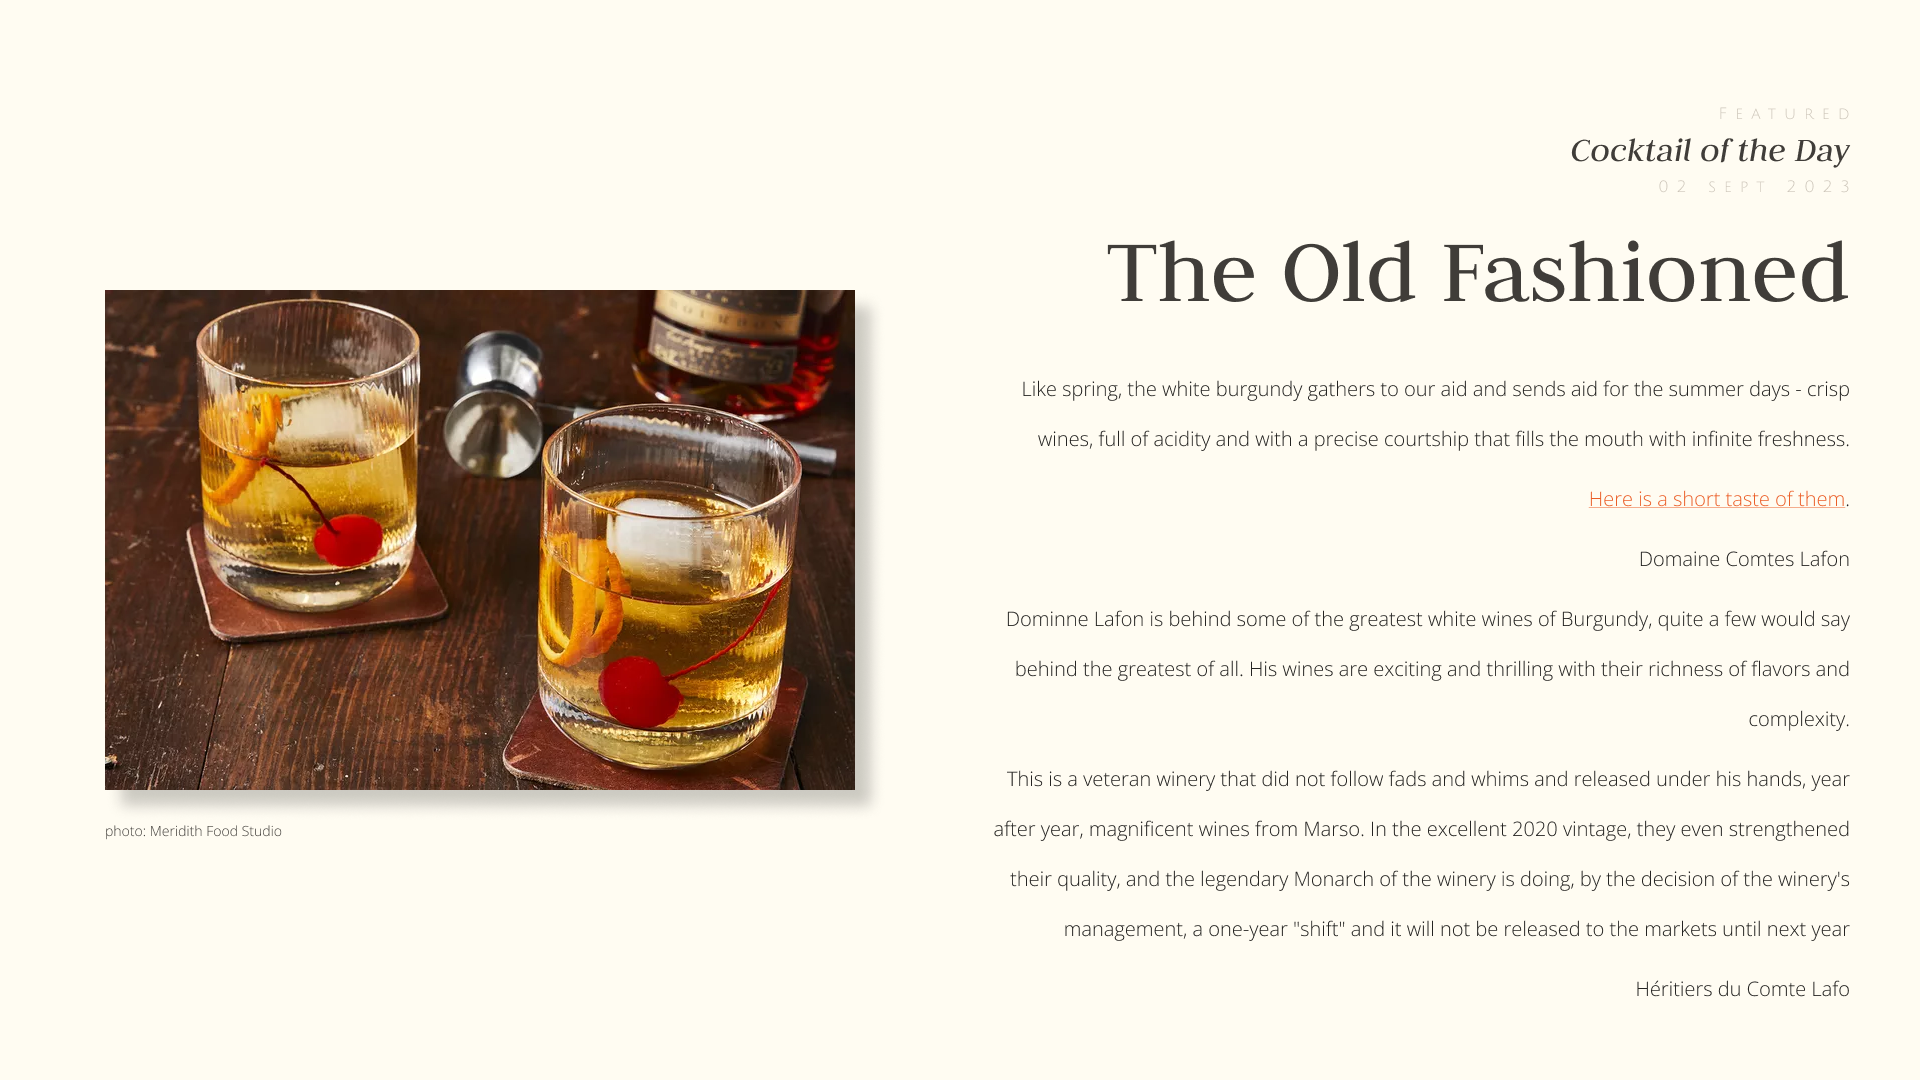 FEATURED
Cocktail of the Day
02 SEPT 2023
The Old Fashioned
Like spring, the white burgundy gathers to our aid and sends aid for the summer days - crisp
wines, full of acidity and with a precise courtship that fills the mouth with infinite freshness.
Here is a short taste of them.
Domaine Comtes Lafon
Dominne Lafon is behind some of the greatest white wines of Burgundy, quite a few would say
behind the greatest of all. His wines are exciting and thrilling with their richness of flavors and
complexity.
This is a veteran winery that did not follow fads and whims and released under his hands, year
after year, magnificent wines from Marso. In the excellent 2020 vintage, they even strengthened
their quality, and the legendary Monarch of the winery is doing, by the decision of the winery's
management, a one-year "shift" and it will not be released to the markets until next year
Héritiers du Comte Lafo
photo: Meridith Food Studio